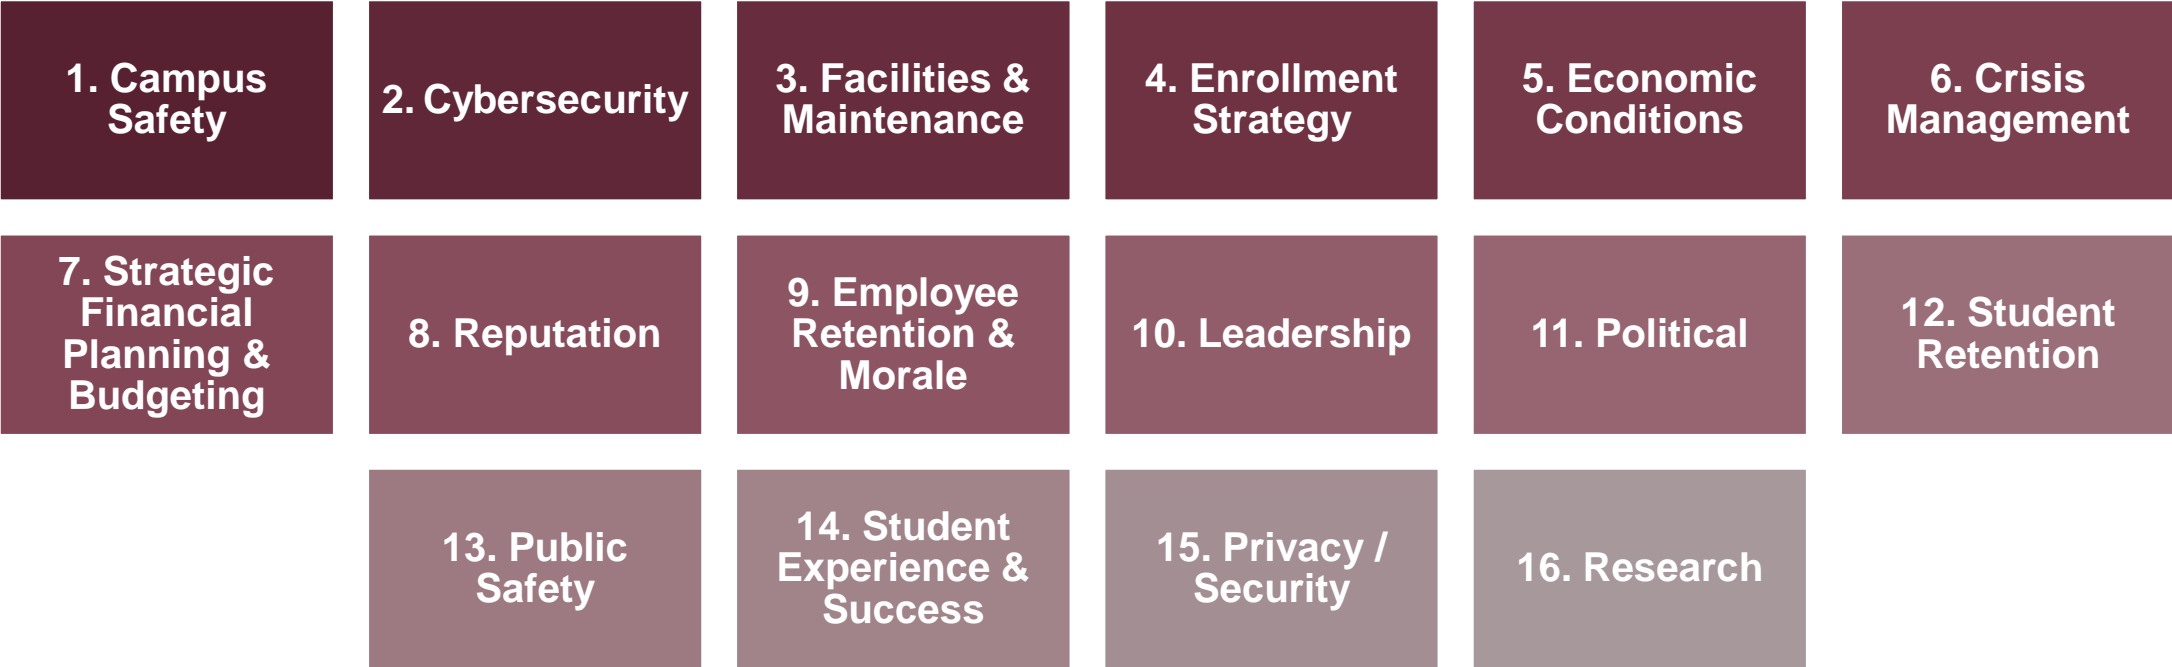 1. Campus
Safety
2. Cybersecurity
3. Facilities &
Maintenance
4. Enrollment
Strategy
5. Economic
Conditions
6. Crisis
Management
7. Strategic
Financial
Planning &
Budgeting
8. Reputation
9. Employee
Retention &
Morale
10. Leadership
11. Political
12. Student
Retention
13. Public
Safety
14. Student
Experience &
Success
15. Privacy /
Security
16. Research